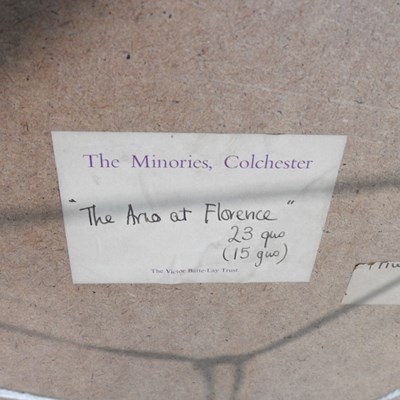 The Minories, Colchester
"The Arno at Florence"
23 gns
(15 gns)
The Victor Batte-Lay Trust